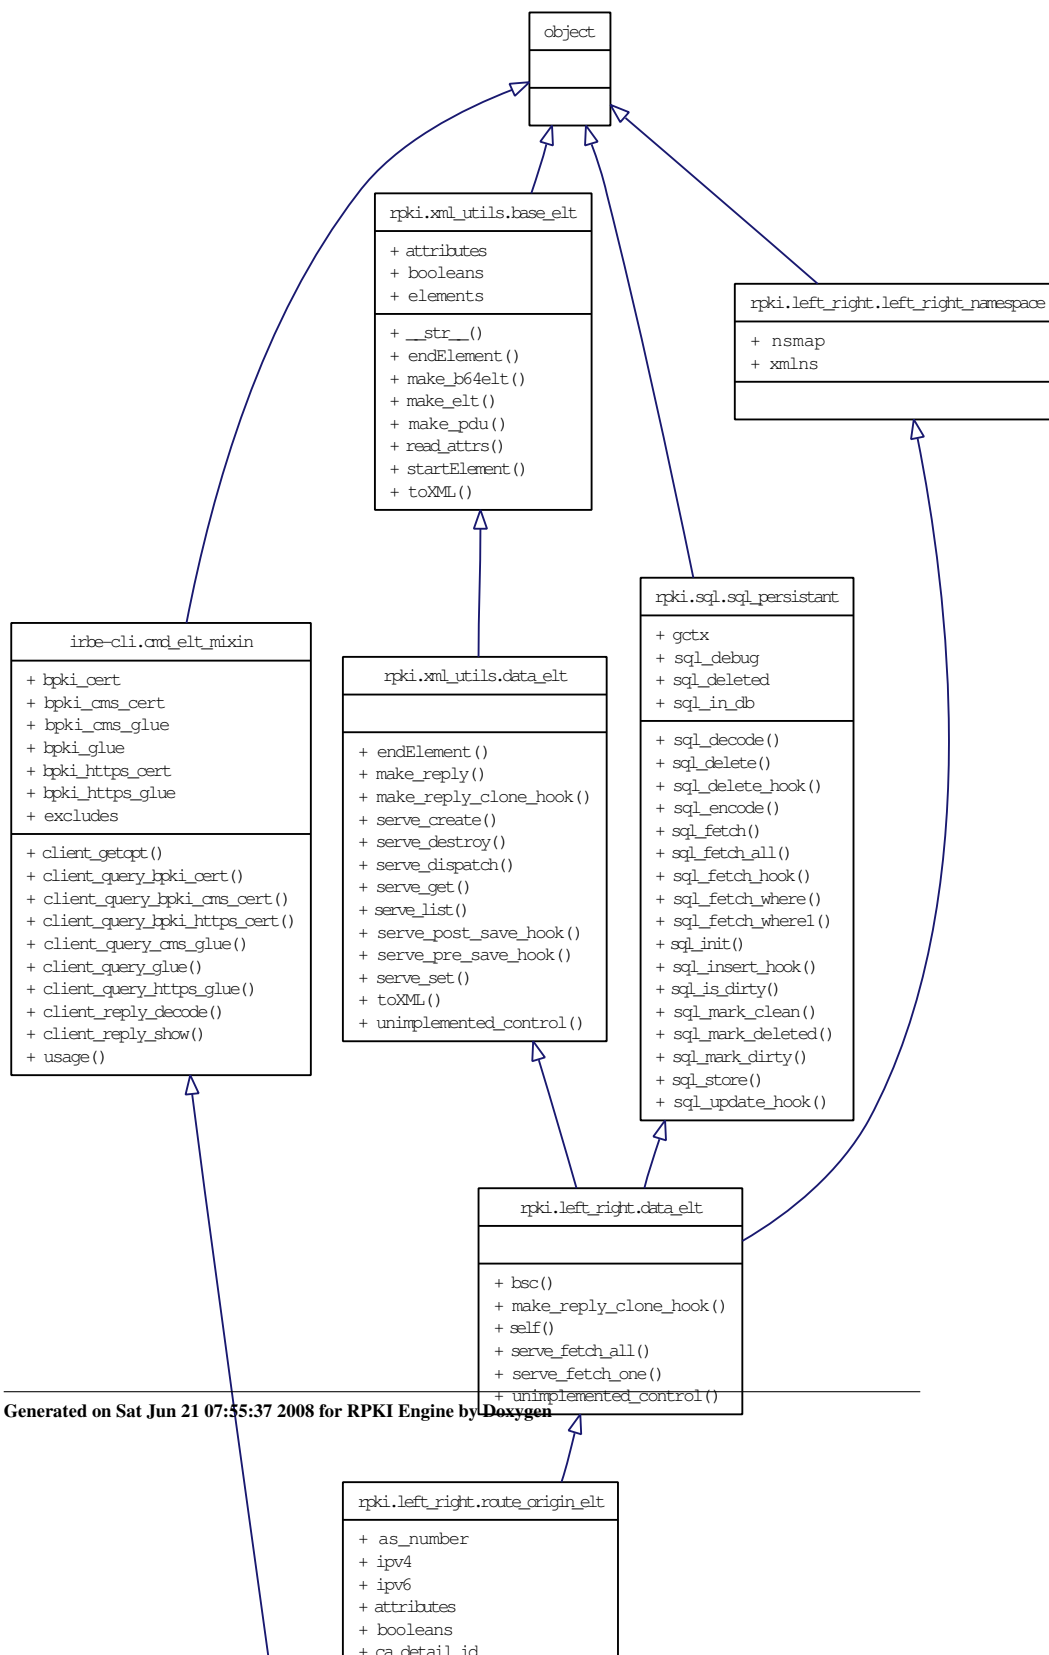 object
rpki.xml_utils.base_elt
+ attributes
+ booleans
+ elements
+ __str__()
+ endElement()
+ make_b64elt()
+ make_elt()
+ make_pdu()
+ read_attrs()
+ startElement()
+ toXML()
rpki.left_right.left_right_namespace
+ nsmap
+ xmlns
rpki.sql.sql_persistant
+ gctx
+ sql_debug
+ sql_deleted
+ sql_in_db
+ sql_decode()
+ sql_delete()
+ sql_delete_hook()
+ sql_encode()
+ sql_fetch()
+ sql_fetch_all()
+ sql_fetch_hook()
+ sql_fetch_where()
+ sql_fetch_where1()
+ sql_init()
+ sql_insert_hook()
+ sql_is_dirty()
+ sql_mark_clean()
+ sql_mark_deleted()
+ sql_mark_dirty()
+ sql_store()
+ sql_update_hook()
irbe-cli.cmd_elt_mixin
+ bpki_cert
+ bpki_cms_cert
+ bpki_cms_glue
+ bpki_glue
+ bpki_https_cert
+ bpki_https_glue
+ excludes
+ client_getopt()
+ client_query_bpki_cert()
+ client_query_bpki_cms_cert()
+ client_query_bpki_https_cert()
+ client_query_cms_glue()
+ client_query_glue()
+ client_query_https_glue()
+ client_reply_decode()
+ client_reply_show()
+ usage()
rpki.xml_utils.data_elt
+ endElement()
+ make_reply()
+ make_reply_clone_hook()
+ serve_create()
+ serve_destroy()
+ serve_dispatch()
+ serve_get()
+ serve_list()
+ serve_post_save_hook()
+ serve_pre_save_hook()
+ serve_set()
+ toXML()
+ unimplemented_control()
rpki.left_right.data_elt
+ bsc()
+ make_reply_clone_hook()
+ self()
+ serve_fetch_all()
+ serve_fetch_one()
+ unimplemented_control()
Generated on Sat Jun 21 07:55:37 2008 for RPKI Engine by Doxygen
rpki.left_right.route_origin_elt
+ as_number
+ ipv4
+ ipv6
+ attributes
+ booleans
+ ca_detail_id